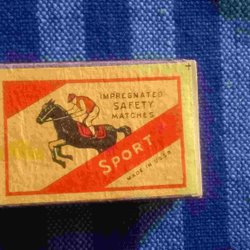 IMPREGNATED
SAFETY
MATCHES
SPORT
MADE IN USSR